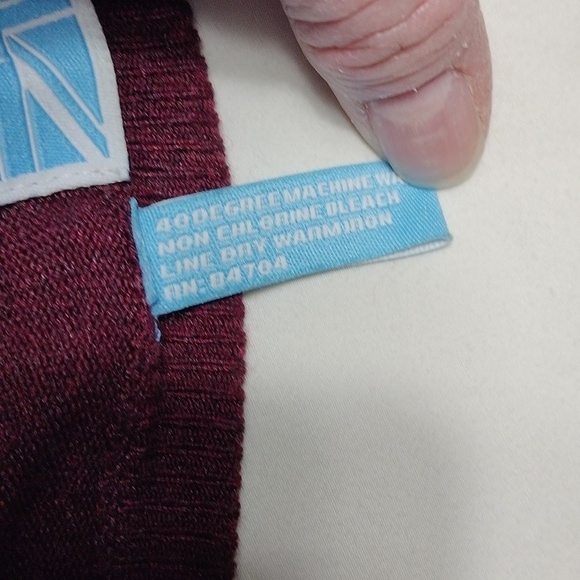 40 DEGREE MACHINE WA
NON CHLORINE BLEACH
LINE DRY WARM IRON
RN: 84704